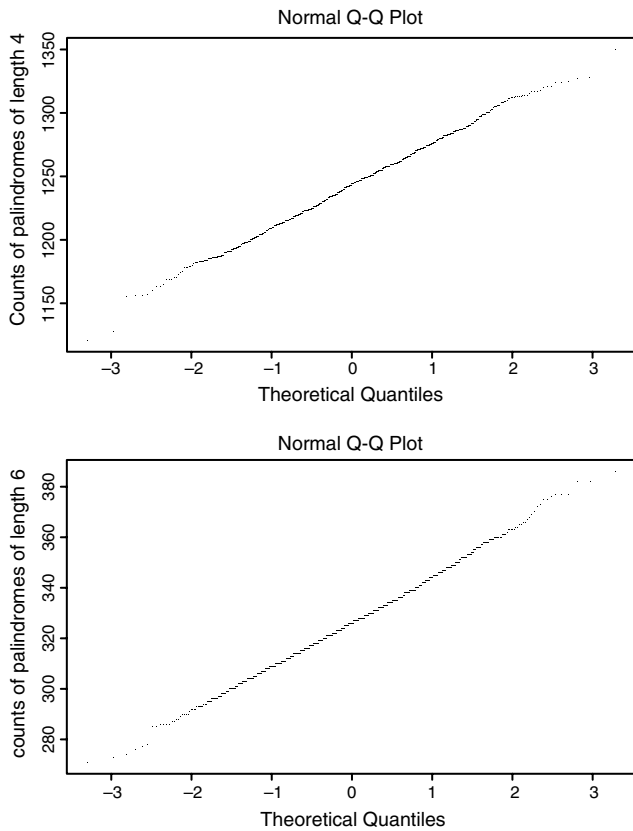 Normal Q-Q Plot
Counts of palindromes of length 4
1350
1300
1250
1200
1150
−3 −2 −1 0 1 2 3
Theoretical Quantiles
Normal Q-Q Plot
counts of palindromes of length 6
380
360
340
320
300
280
−3 −2 −1 0 1 2 3
Theoretical Quantiles